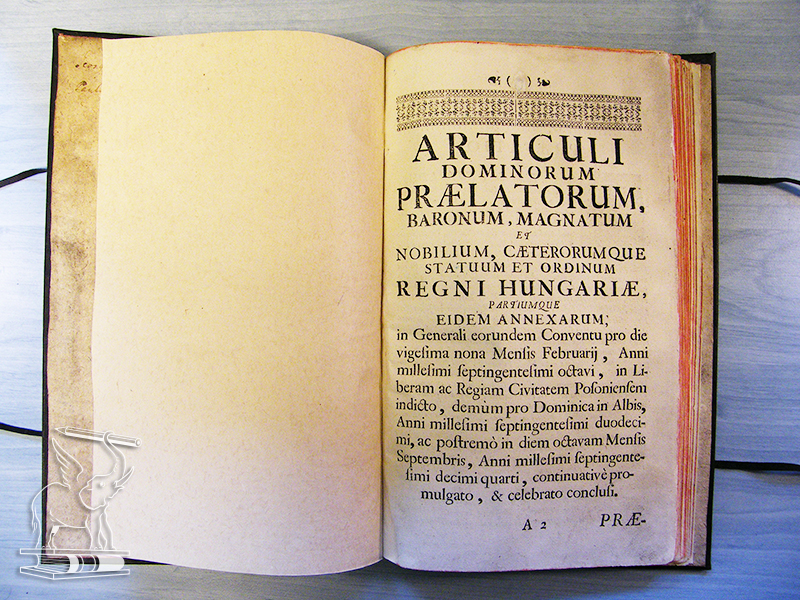 ARTICULI
DOMINORUM
PRÆLATORUM,
BARONUM, MAGNATUM
ET
NOBILIUM, CÆTERORUMQUE
STATUUM ET ORDINUM
REGNI HUNGARIÆ,
PARTIUMQUE
EIDEM ANNEXARUM;
in Generali eorundem Conventu pro die
vigeſima nona Menſis Februarij, Anni
milleſimi ſeptingenteſimi octavi, in Li-
beram ac Regiam Civitatem Poſonienſem
indicto, demùm pro Dominica in Albis,
Anni milleſimi ſeptingenteſimi duodeci-
mi, ac poſtremò in diem octavam Menſis
Septembris, Anni milleſimi ſeptingente-
ſimi decimi quarti, continuativè pro-
mulgato, & celebrato concluſi.
A 2 PRÆ-